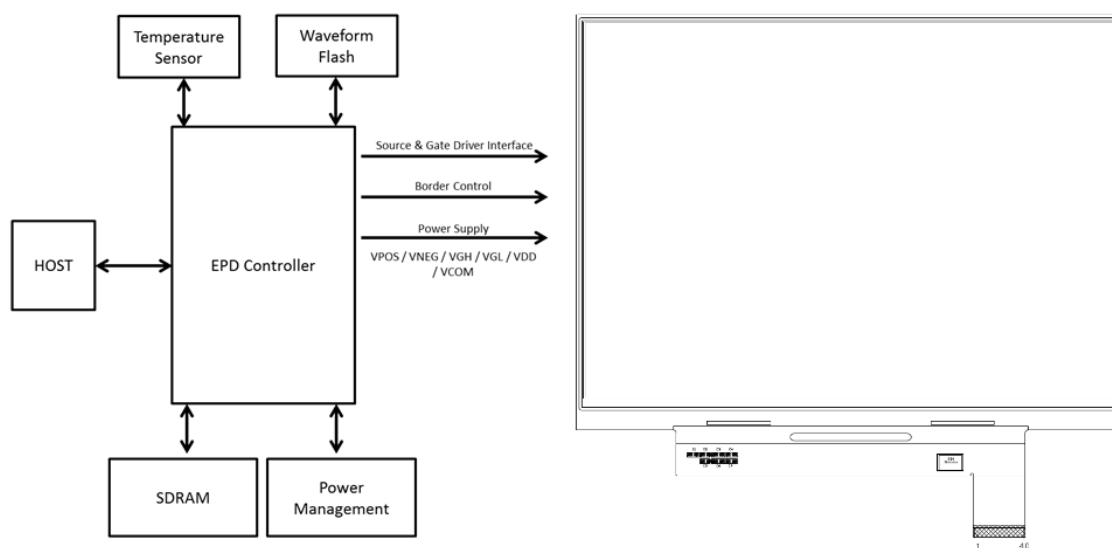 Temperature
Sensor
Waveform
Flash
Source & Gate Driver Interface
Border Control
Power Supply
VPOS / VNEG / VGH / VGL / VDD
/ VCOM
HOST
EPD Controller
SDRAM
Power
Management
1
40